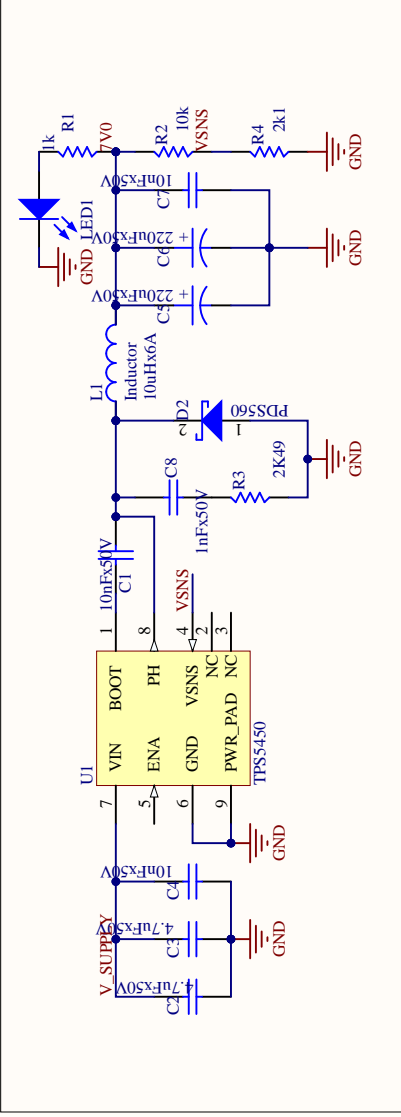 V_SUPPLY
C2
4.7uFx50V
C3
4.7uFx50V
C4
10nFx50V
GND
GND
U1
7
VIN
5
ENA
6
GND
9
PWR_PAD
BOOT
1
PH
8
VSNS
4
NC
2
NC
3
TPS5450
VSNS
10nFx50V
C1
C8
1nFx50V
R3
2K49
D2
2
1
PDS560
GND
L1
Inductor
10uHx6A
C5
220uFx50V
+
C6
220uFx50V
+
C7
10nFx50V
GND
7V0
R1
1k
LED1
GND
R2
10k
VSNS
R4
2k1
GND